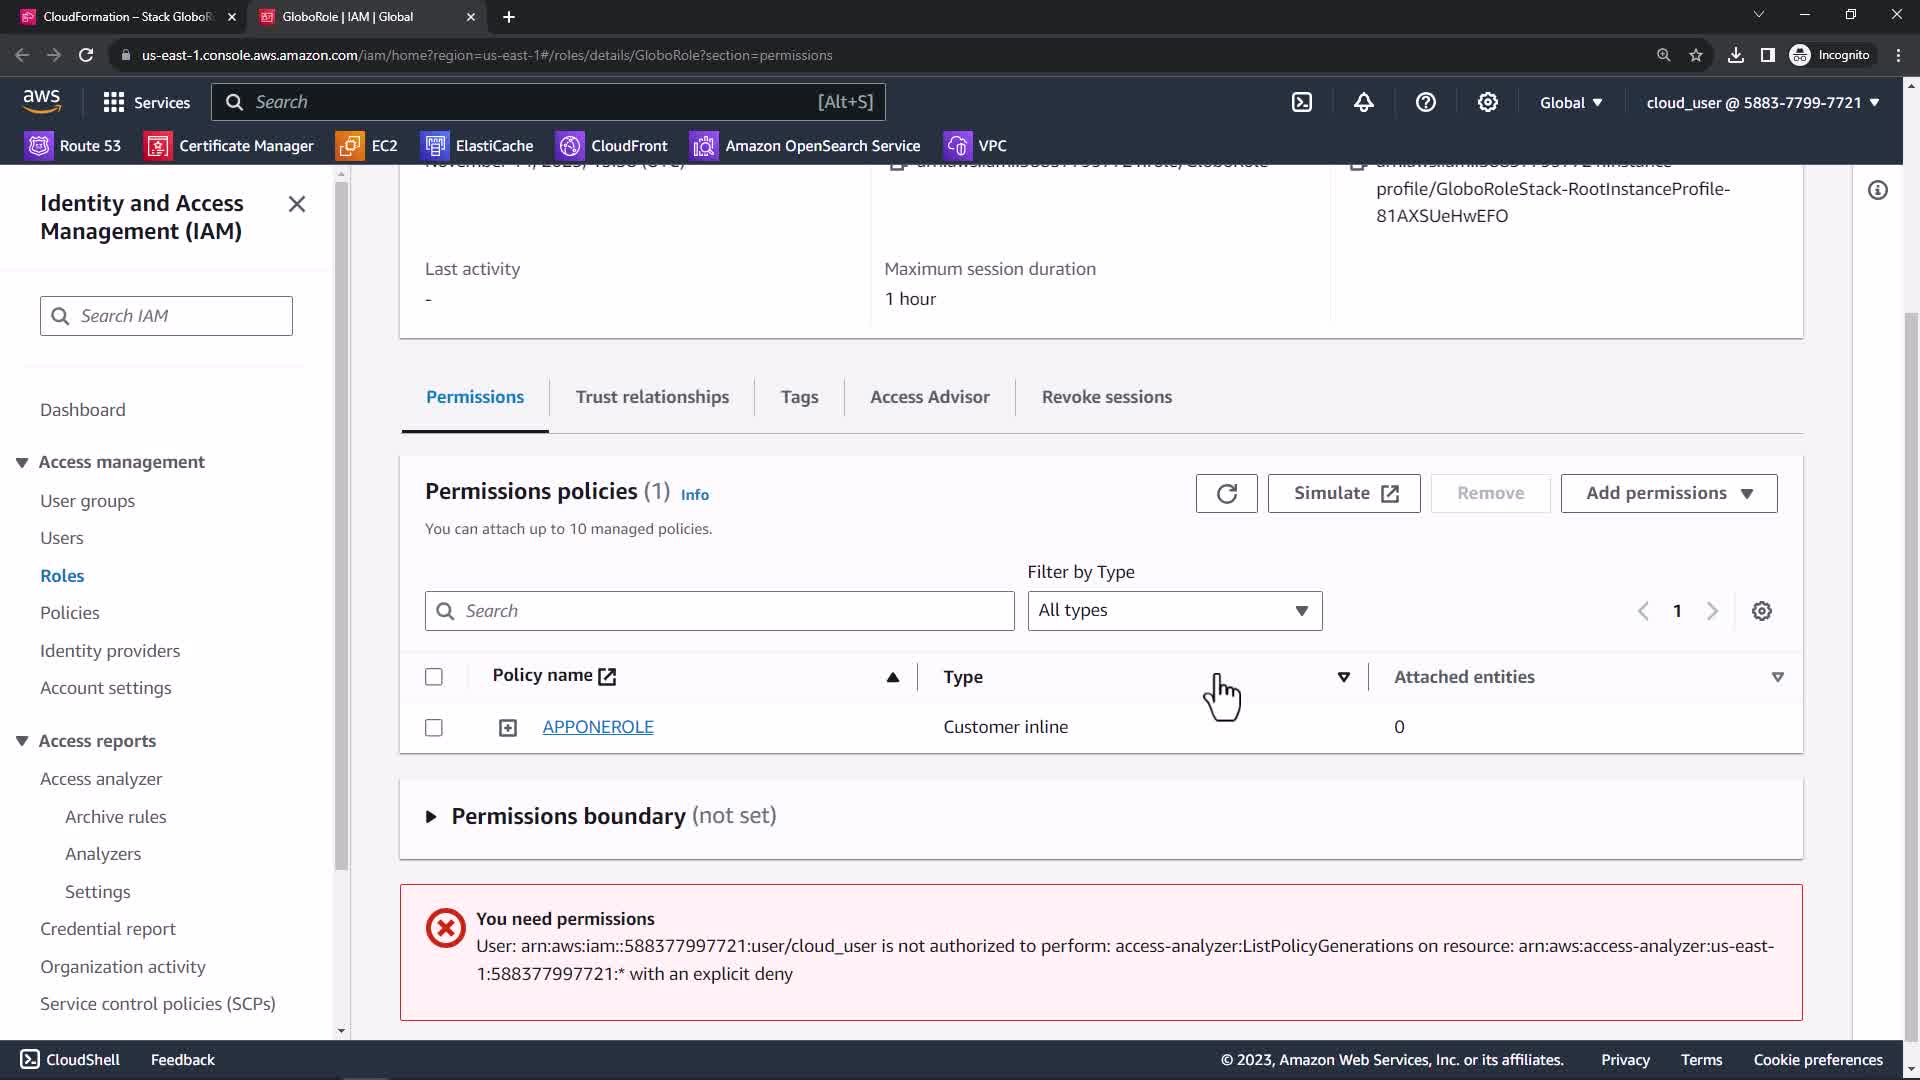 CloudFormation – Stack GloboR
GloboRole | IAM | Global
us-east-1.console.aws.amazon.com/iam/home?region=us-east-1#/roles/details/GloboRole?section=permissions
Incognito
aws
Services
Search
[Alt+S]
Global
cloud_user @ 5883-7799-7721
Route 53
Certificate Manager
EC2
ElastiCache
CloudFront
Amazon OpenSearch Service
VPC
Identity and Access
Management (IAM)
Search IAM
Dashboard
Access management
User groups
Users
Roles
Policies
Identity providers
Account settings
Access reports
Access analyzer
Archive rules
Analyzers
Settings
Credential report
Organization activity
Service control policies (SCPs)
profile/GloboRoleStack-RootInstanceProfile-
81AXSUeHwEFO
Last activity
-
Maximum session duration
1 hour
Permissions
Trust relationships
Tags
Access Advisor
Revoke sessions
Permissions policies (1) Info
You can attach up to 10 managed policies.
Simulate
Remove
Add permissions
Filter by Type
Search
All types
1
Policy name
Type
Attached entities
APPONEROLE
Customer inline
0
Permissions boundary (not set)
You need permissions
User: arn:aws:iam::588377997721:user/cloud_user is not authorized to perform: access-analyzer:ListPolicyGenerations on resource: arn:aws:access-analyzer:us-east-
1:588377997721:* with an explicit deny
CloudShell
Feedback
© 2023, Amazon Web Services, Inc. or its affiliates.
Privacy
Terms
Cookie preferences